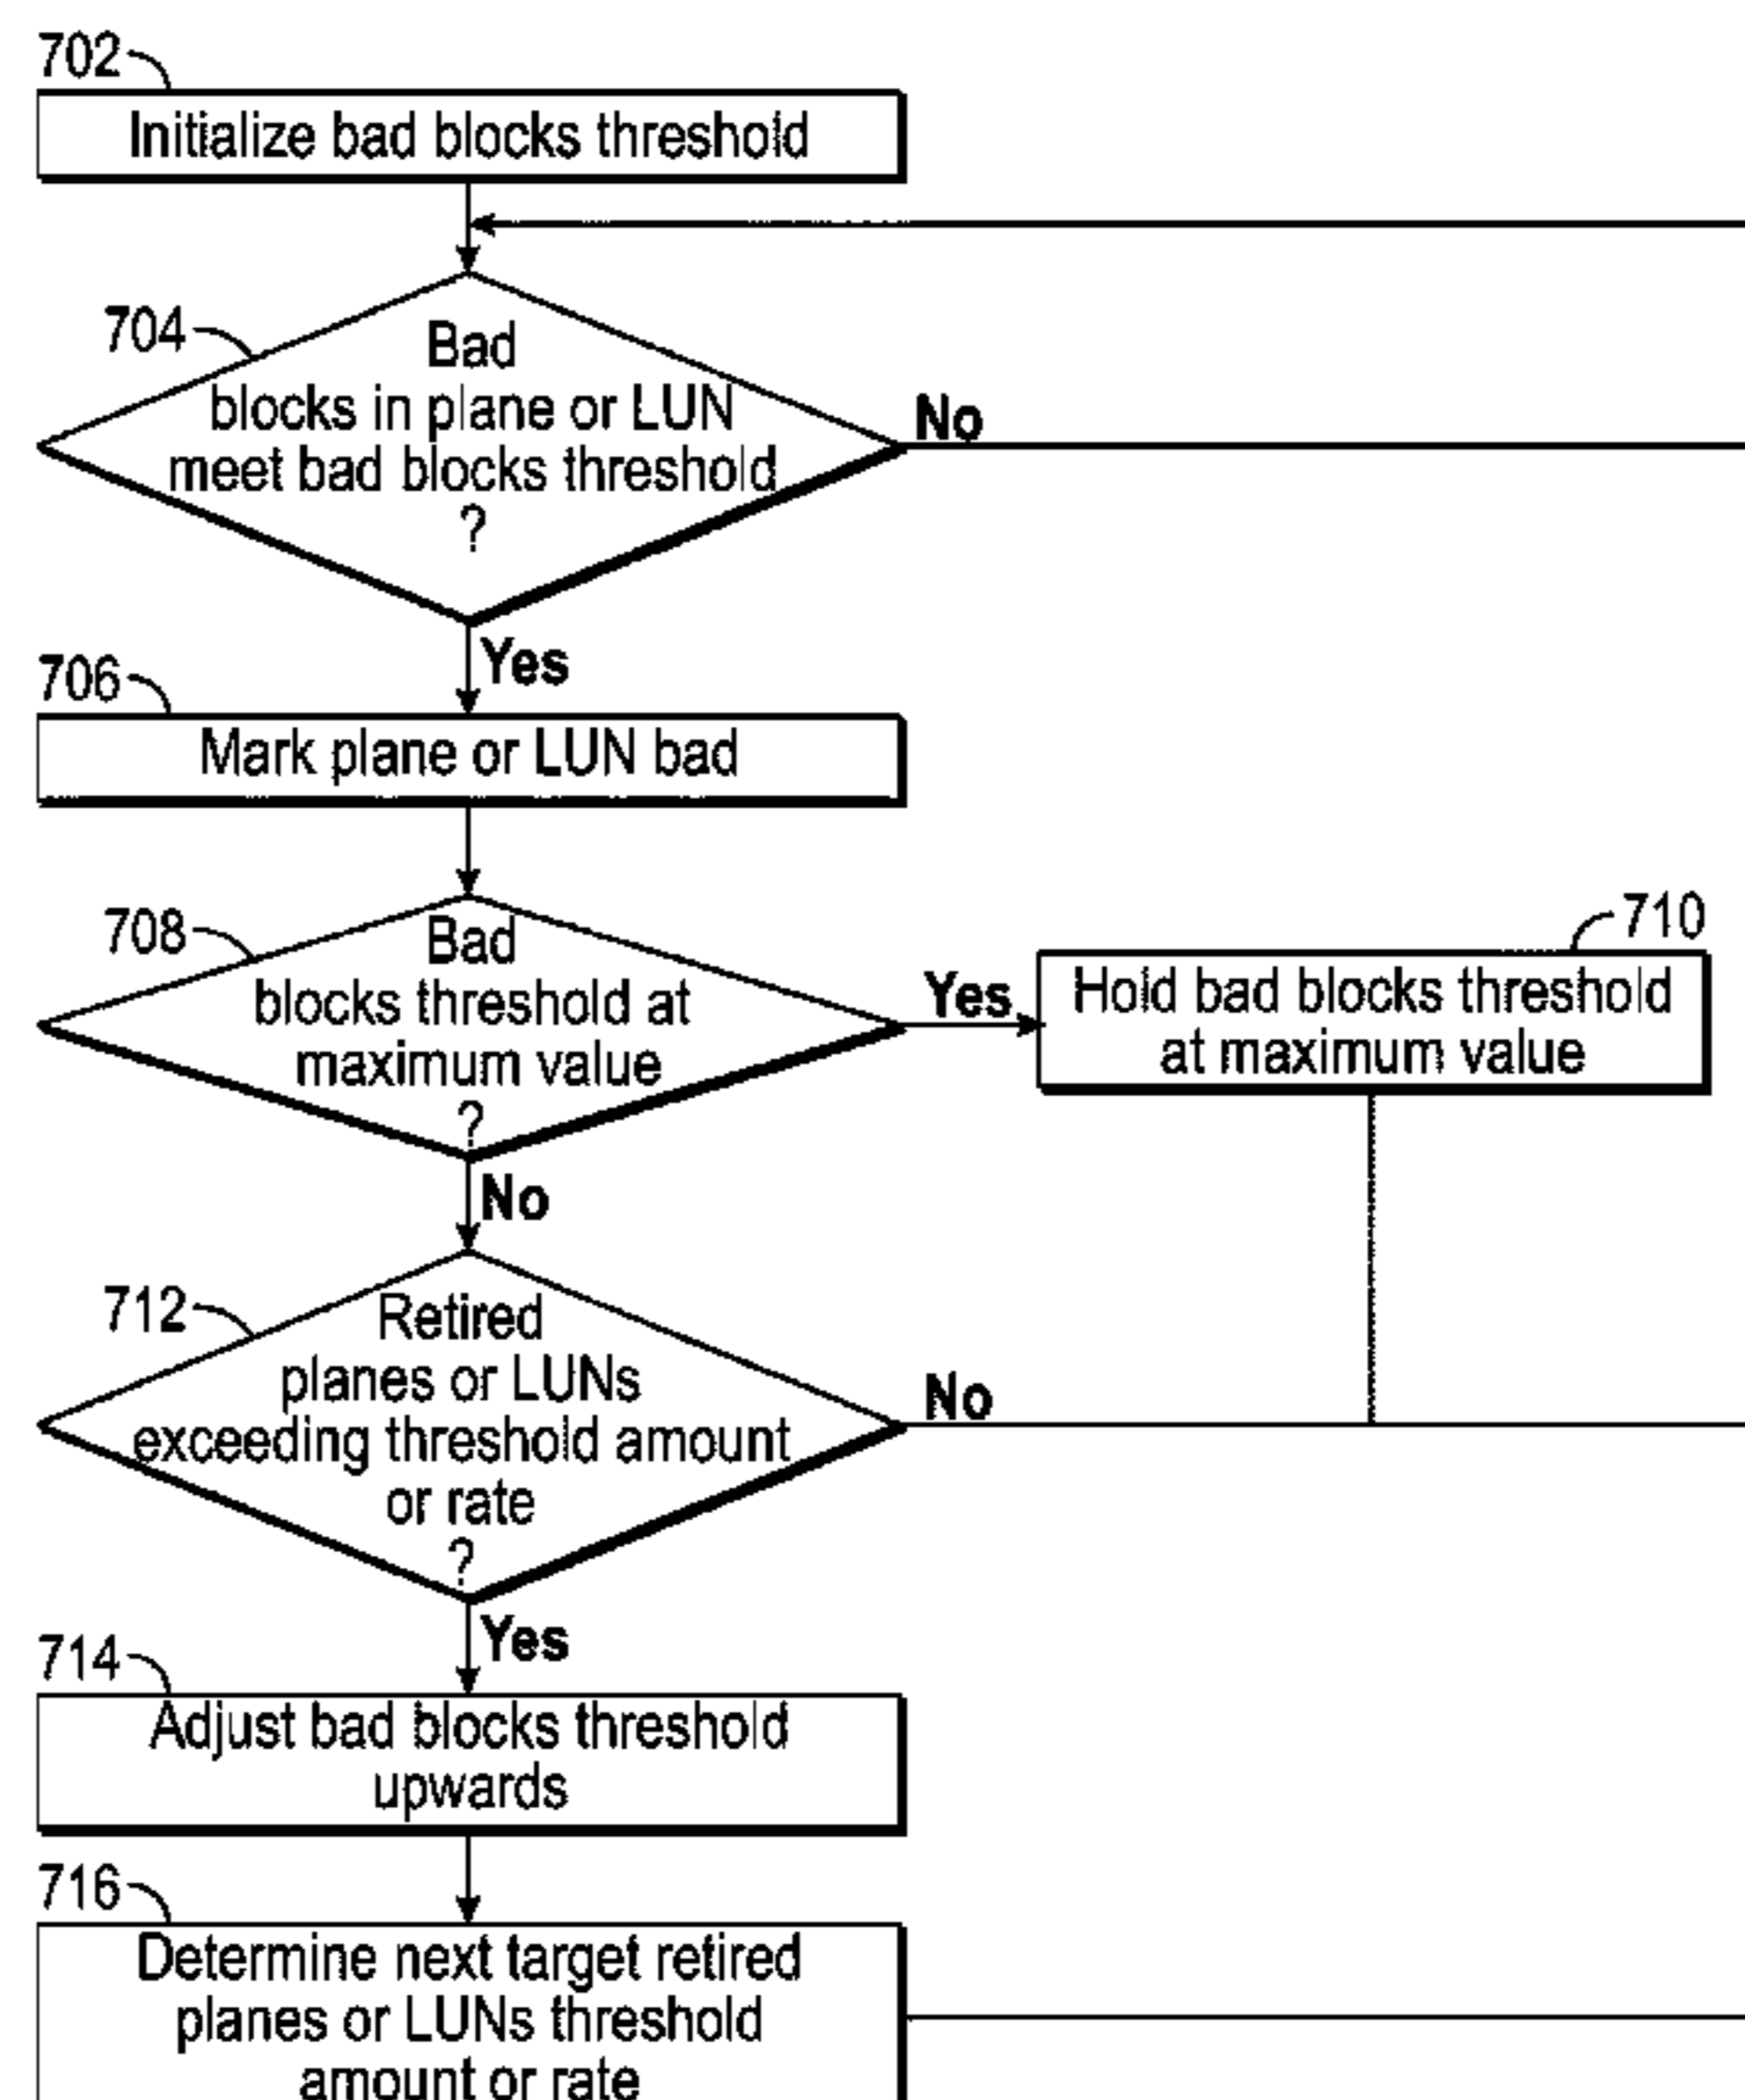 702
Initialize bad blocks threshold
704
Bad
blocks in plane or LUN
meet bad blocks threshold
?
No
Yes
706
Mark plane or LUN bad
708
Bad
blocks threshold at
maximum value
?
Yes
710
Hold bad blocks threshold
at maximum value
No
712
Retired
planes or LUNs
exceeding threshold amount
or rate
?
No
Yes
714
Adjust bad blocks threshold
upwards
716
Determine next target retired
planes or LUNs threshold
amount or rate